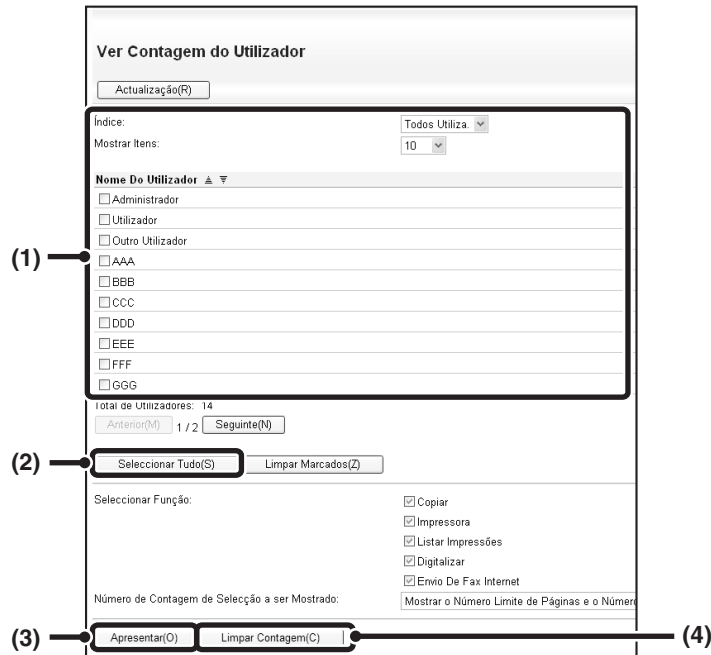 Ver Contagem do Utilizador
Actualização(R)
Índice: Todos Utiliza.
Mostrar Itens: 10
Nome Do Utilizador
Administrador
Utilizador
Outro Utilizador
(1) AAA
BBB
CCC
DDD
EEE
FFF
GGG
Total de Utilizadores: 14
Anterior(M) 1 / 2 Seguinte(N)
(2) Seleccionar Tudo(S) Limpar Marcados(Z)
Seleccionar Função: Copiar
Impressora
Listar Impressões
Digitalizar
Envio De Fax Internet
Número de Contagem de Selecção a ser Mostrado: Mostrar o Número Limite de Páginas e o Númer
(3) Apresentar(O) Limpar Contagem(C) (4)